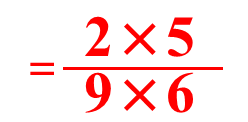 = 2 × 5
9 × 6